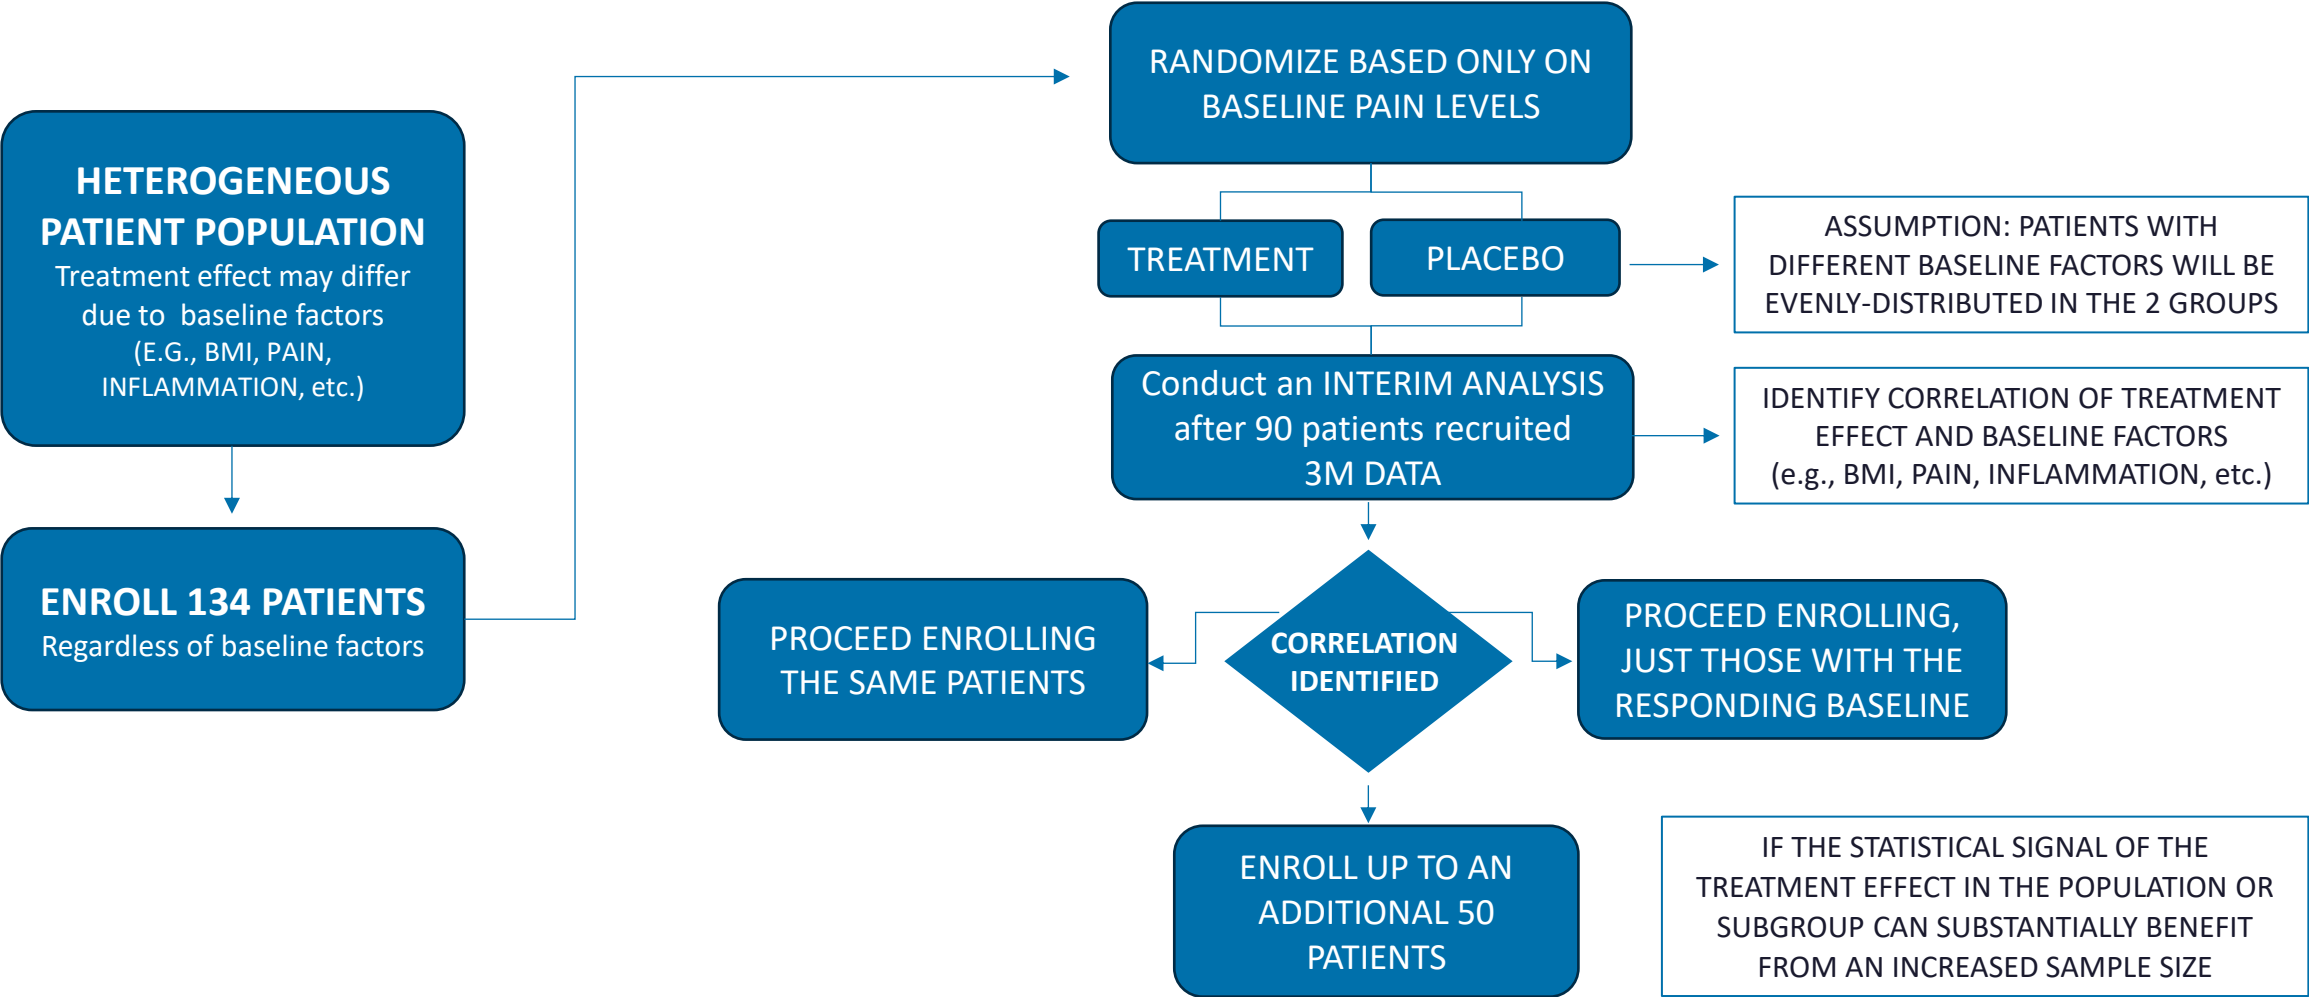 HETEROGENEOUS
PATIENT POPULATION
Treatment effect may differ
due to baseline factors
(E.G., BMI, PAIN,
INFLAMMATION, etc.)
ENROLL 134 PATIENTS
Regardless of baseline factors
RANDOMIZE BASED ONLY ON
BASELINE PAIN LEVELS
TREATMENT
PLACEBO
ASSUMPTION: PATIENTS WITH
DIFFERENT BASELINE FACTORS WILL BE
EVENLY-DISTRIBUTED IN THE 2 GROUPS
Conduct an INTERIM ANALYSIS
after 90 patients recruited
3M DATA
IDENTIFY CORRELATION OF TREATMENT
EFFECT AND BASELINE FACTORS
(e.g., BMI, PAIN, INFLAMMATION, etc.)
PROCEED ENROLLING
THE SAME PATIENTS
CORRELATION
IDENTIFIED
PROCEED ENROLLING,
JUST THOSE WITH THE
RESPONDING BASELINE
ENROLL UP TO AN
ADDITIONAL 50
PATIENTS
IF THE STATISTICAL SIGNAL OF THE
TREATMENT EFFECT IN THE POPULATION OR
SUBGROUP CAN SUBSTANTIALLY BENEFIT
FROM AN INCREASED SAMPLE SIZE